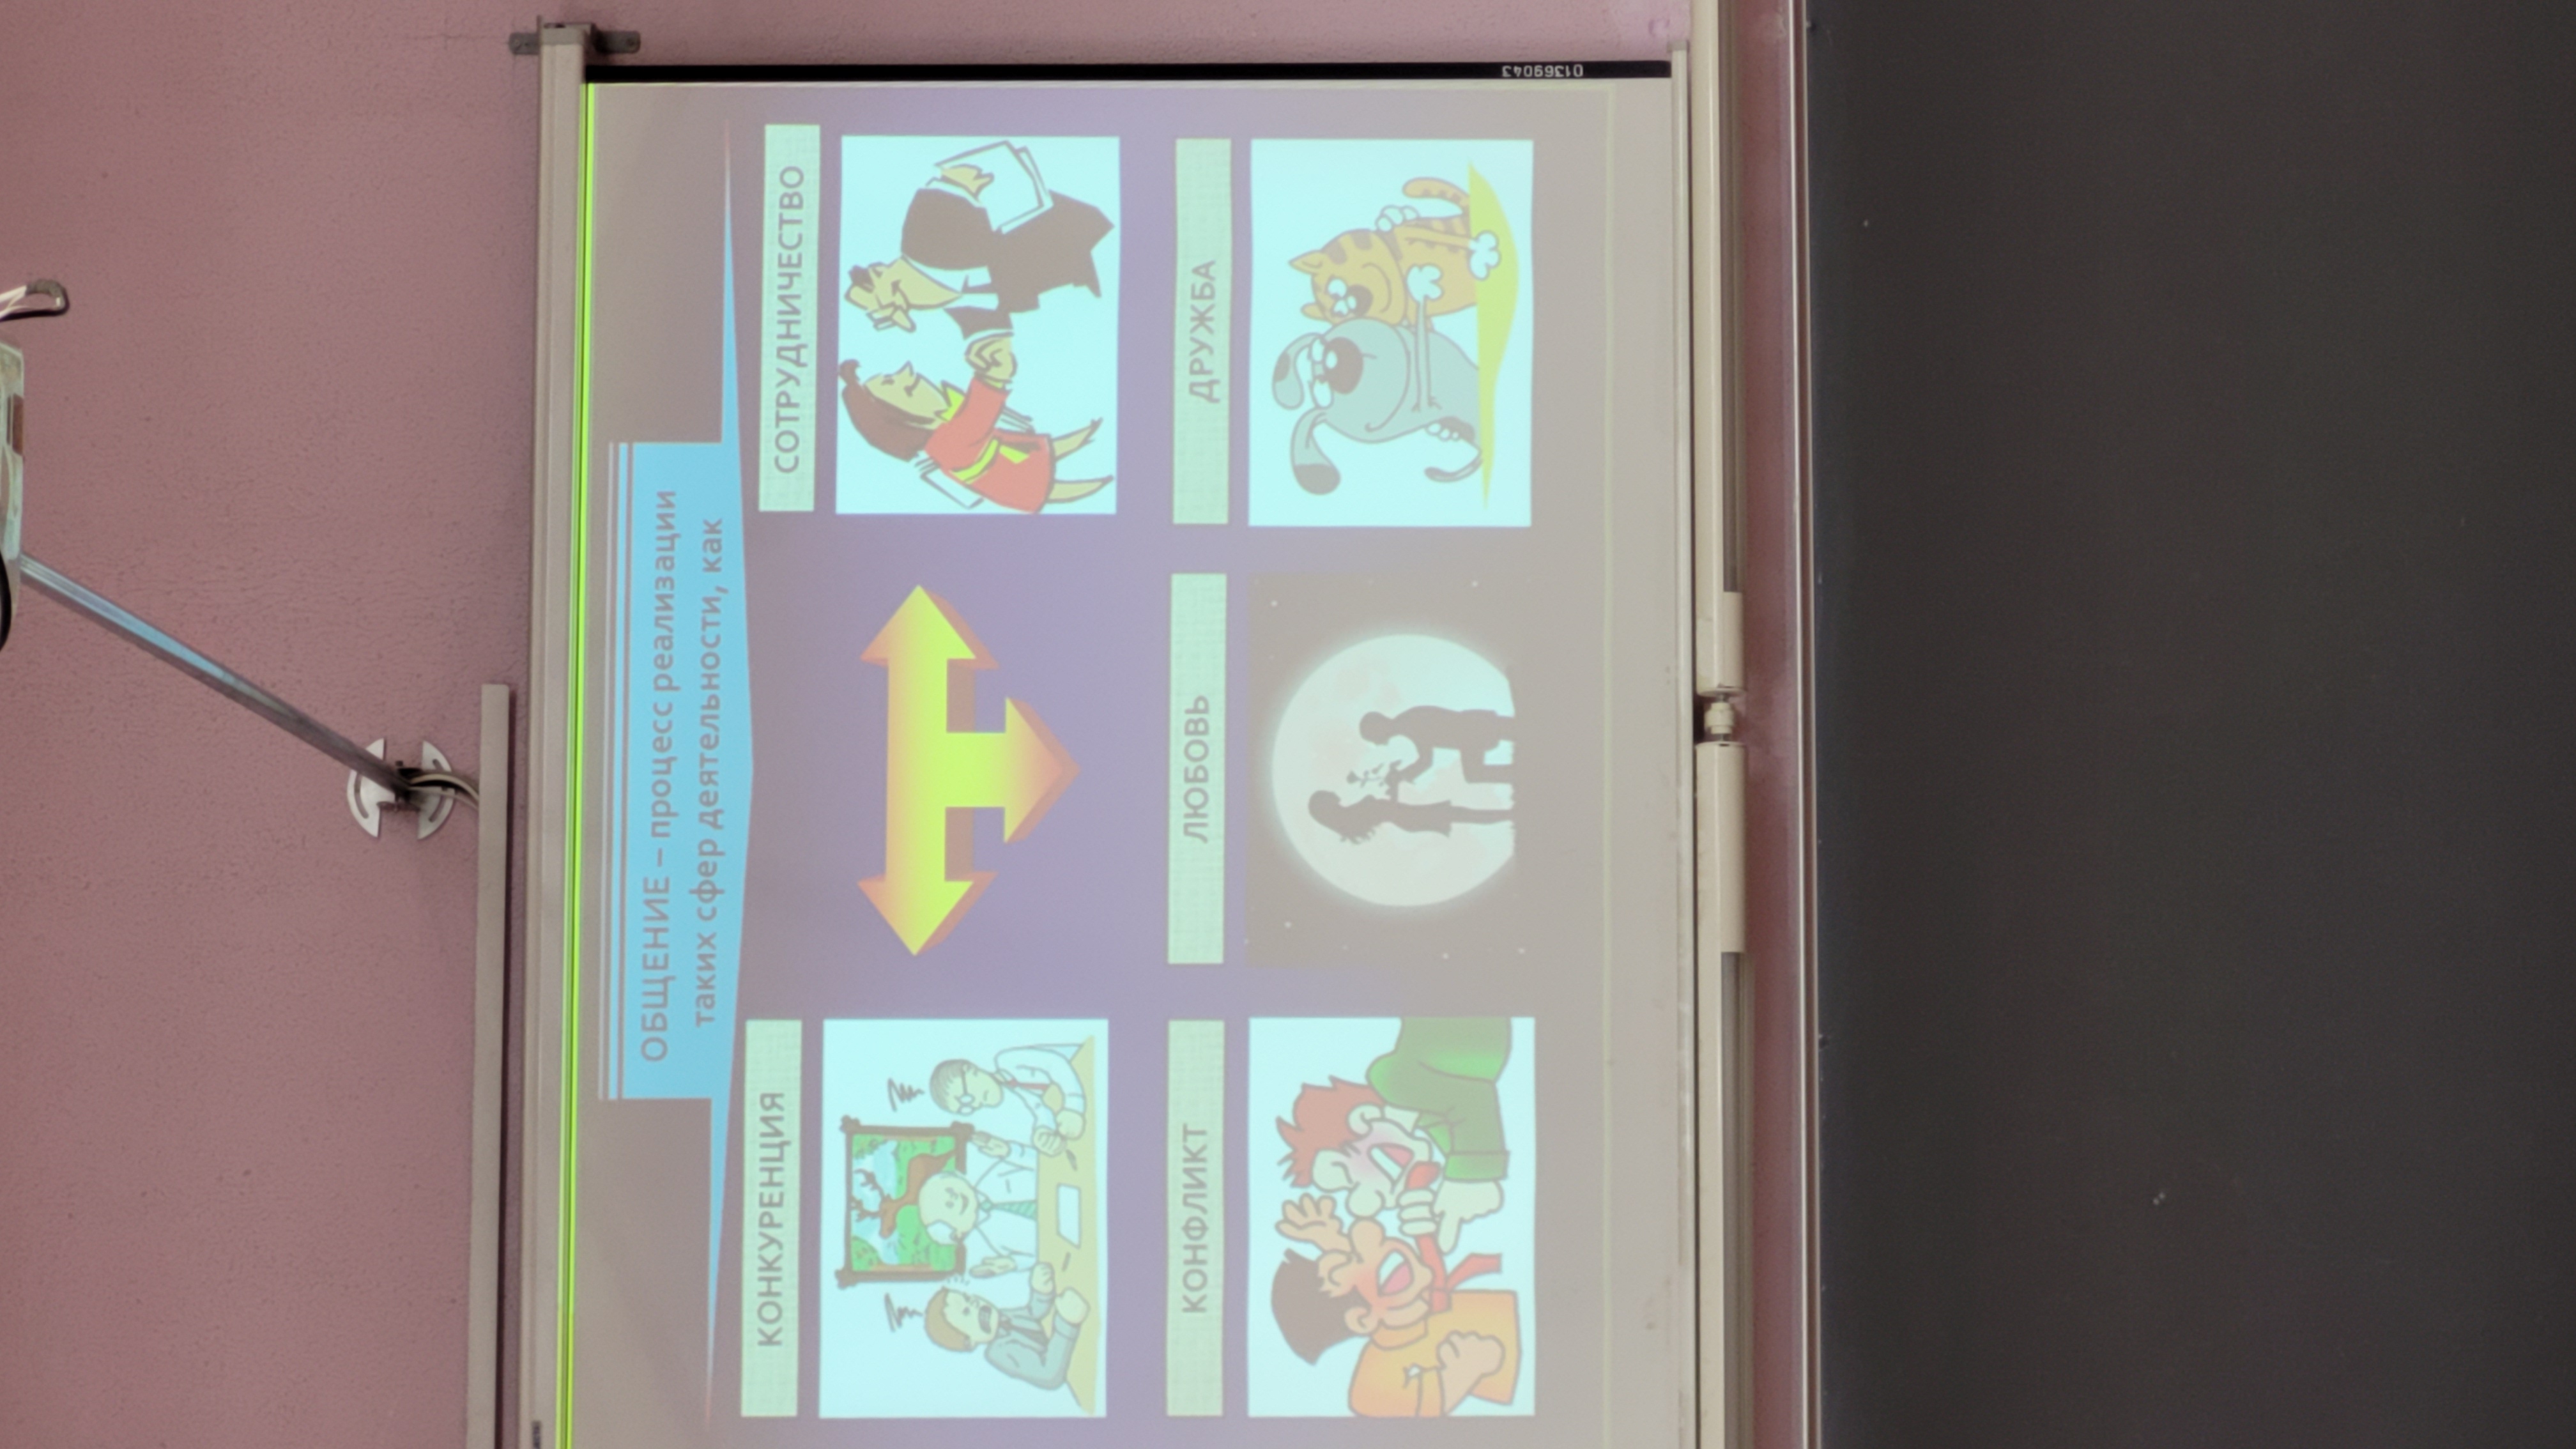 ОБЩЕНИЕ – процесс реализации
таких сфер деятельности, как
КОНКУРЕНЦИЯ
СОТРУДНИЧЕСТВО
КОНФЛИКТ
ЛЮБОВЬ
ДРУЖБА
01369043